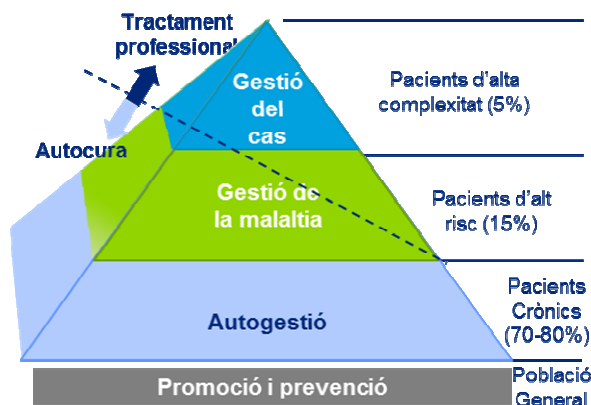 Tractament
professional
Autocura
Gestió
del
cas
Pacients d'alta
complexitat (5%)
Gestió de
la malaltia
Pacients d'alt
risc (15%)
Autogestió
Pacients
Crònics
(70-80%)
Promoció i prevenció
Població
General